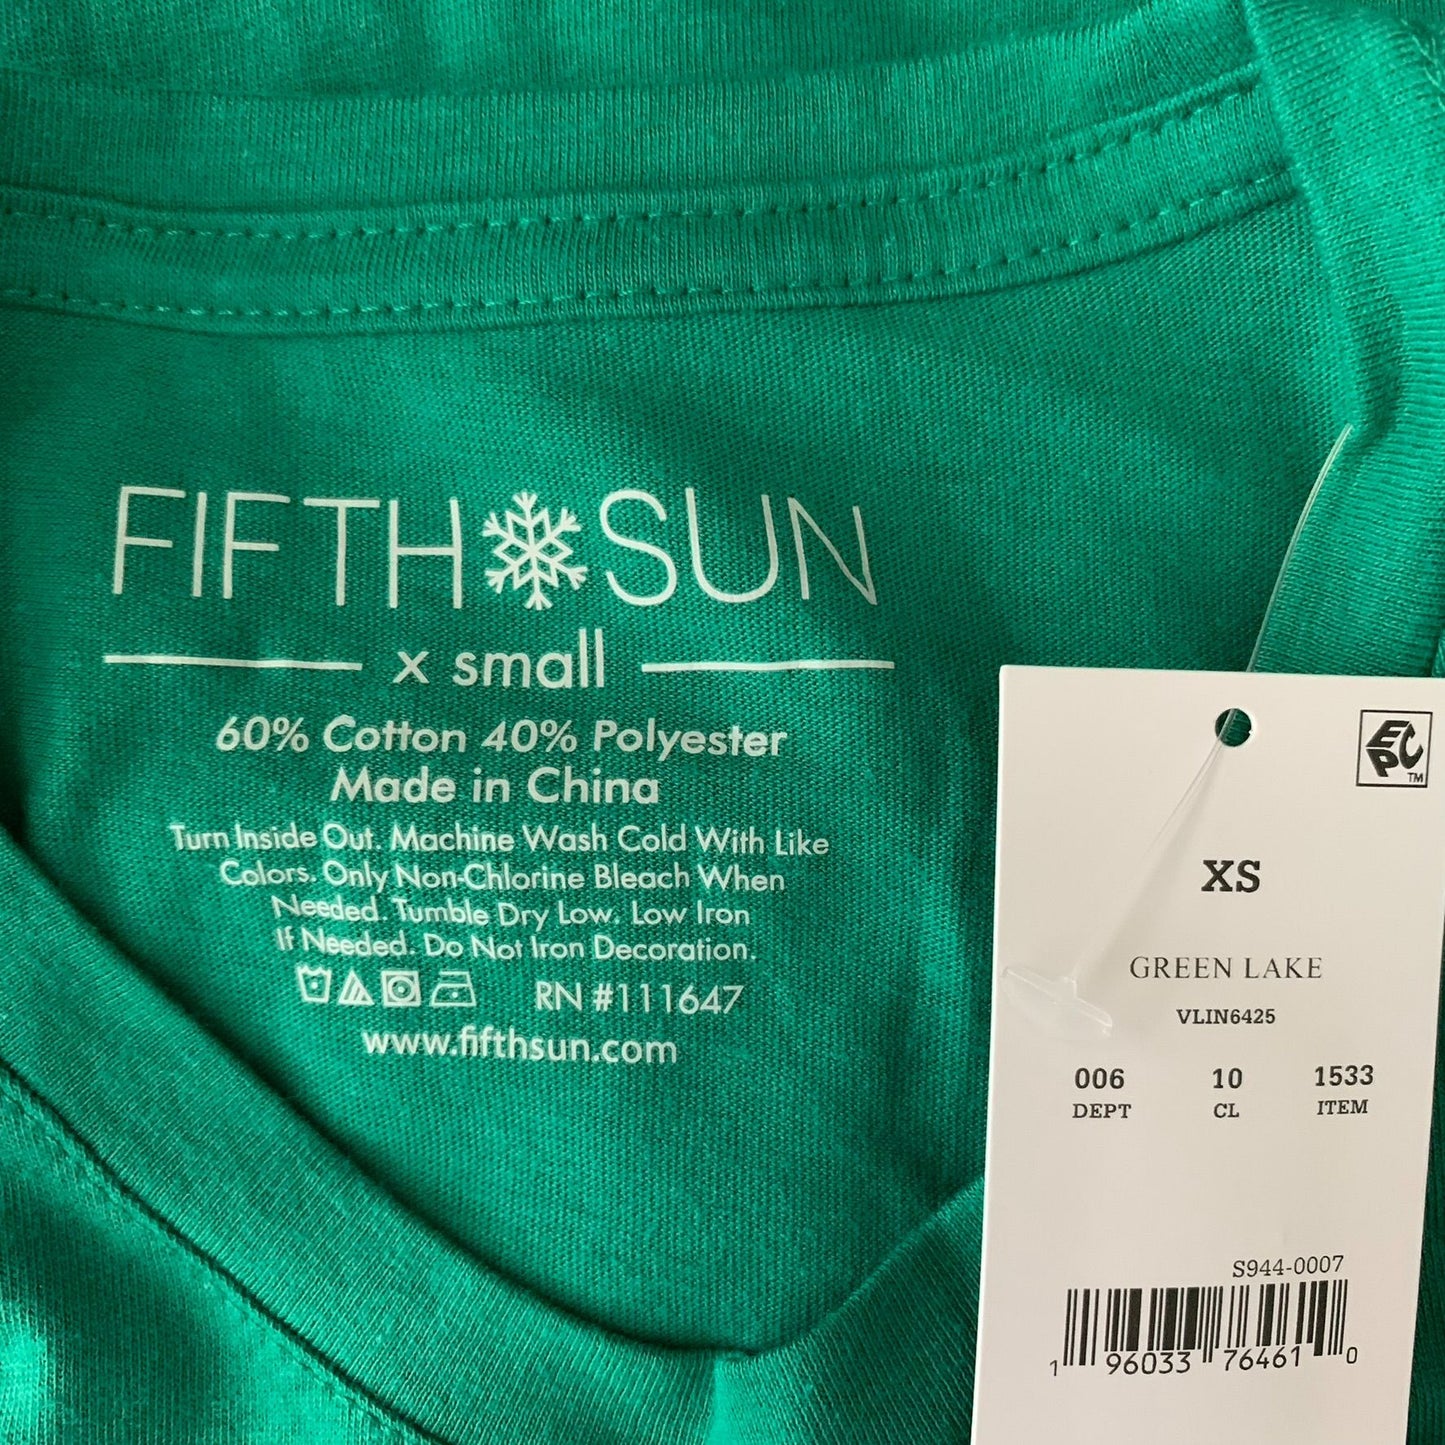 FIFTH SUN
x small
60% Cotton 40% Polyester
Made in China
Turn Inside Out. Machine Wash Cold With Like
Colors. Only Non-Chlorine Bleach When
Needed. Tumble Dry Low. Low Iron
If Needed. Do Not Iron Decoration.
RN #111647
www.fifthsun.com
EPC
TM
XS
GREEN LAKE
VLIN6425
006 10 1533
DEPT CL ITEM
S944-0007
1 96033 76461 0